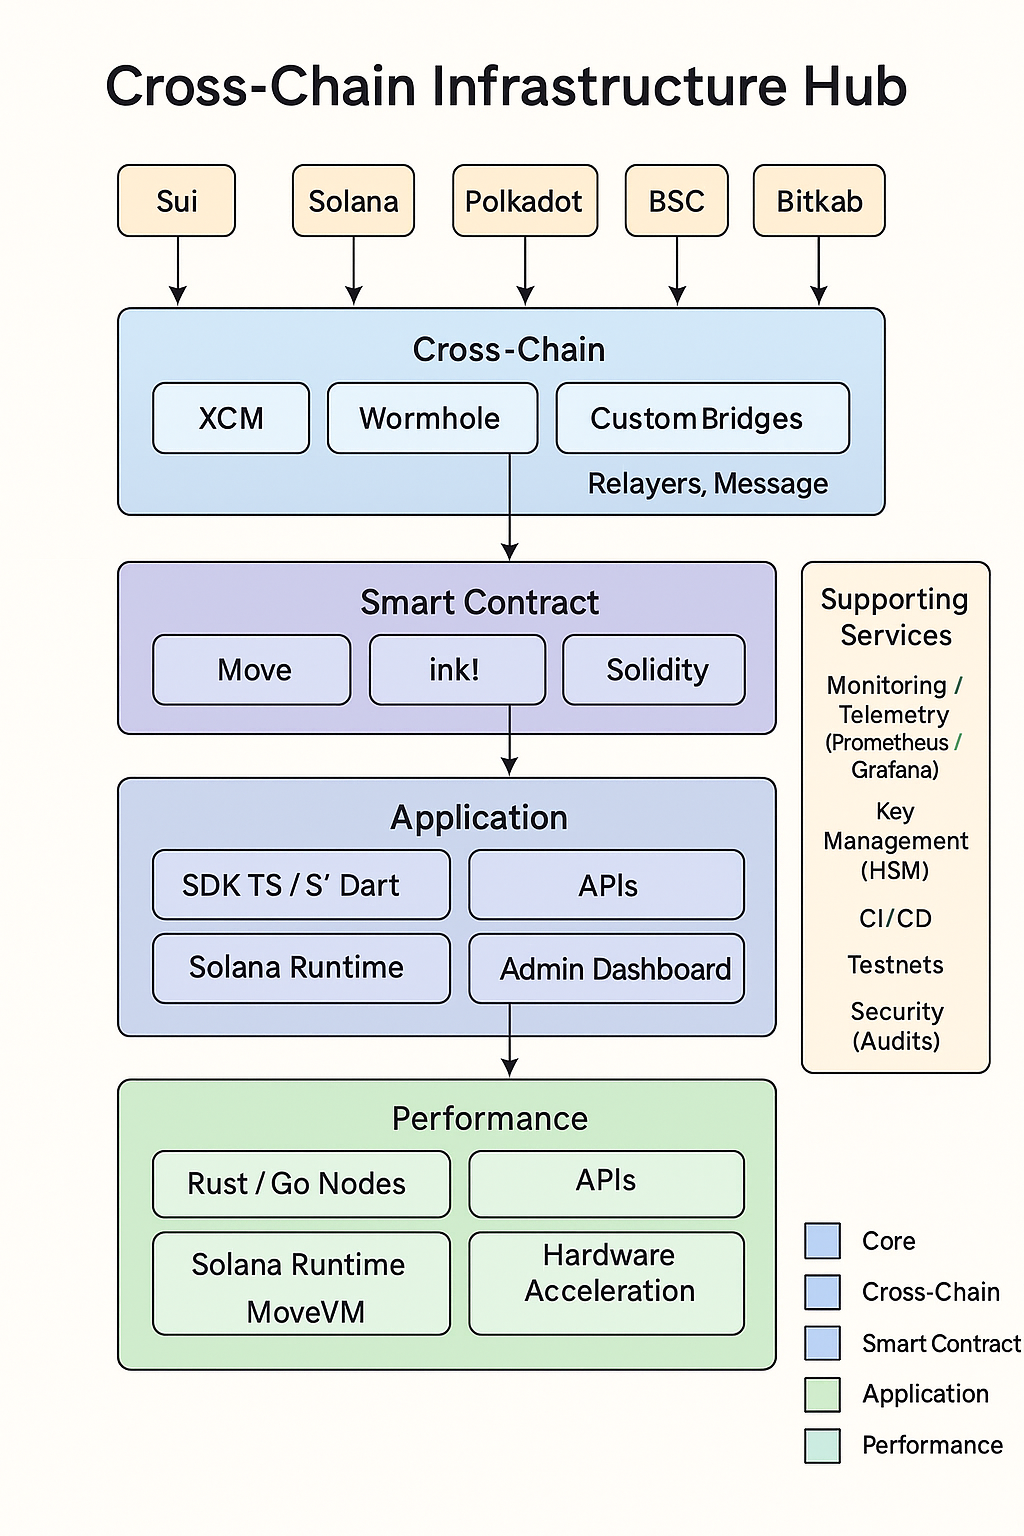 Cross-Chain Infrastructure Hub
Sui
Solana
Polkadot
BSC
Bitkab
Cross-Chain
XCM
Wormhole
Custom Bridges
Relayers, Message
Smart Contract
Move
ink!
Solidity
Application
SDK TS / S’ Dart
APIs
Solana Runtime
Admin Dashboard
Performance
Rust / Go Nodes
APIs
Solana Runtime
MoveVM
Hardware
Acceleration
Supporting
Services
Monitoring /
Telemetry
(Prometheus /
Grafana)
Key
Management
(HSM)
CI/CD
Testnets
Security
(Audits)
Core
Cross-Chain
Smart Contract
Application
Performance